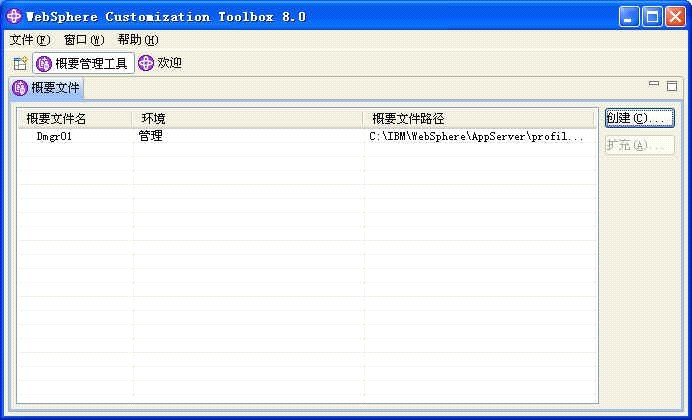 WebSphere Customization Toolbox 8.0
文件(F) 窗口(W) 帮助(H)
概要管理工具 欢迎
概要文件
概要文件名 环境 概要文件路径 创建(C)...
Dmgr01 管理 C:\IBM\WebSphere\AppServer\profil...
扩充(A)...